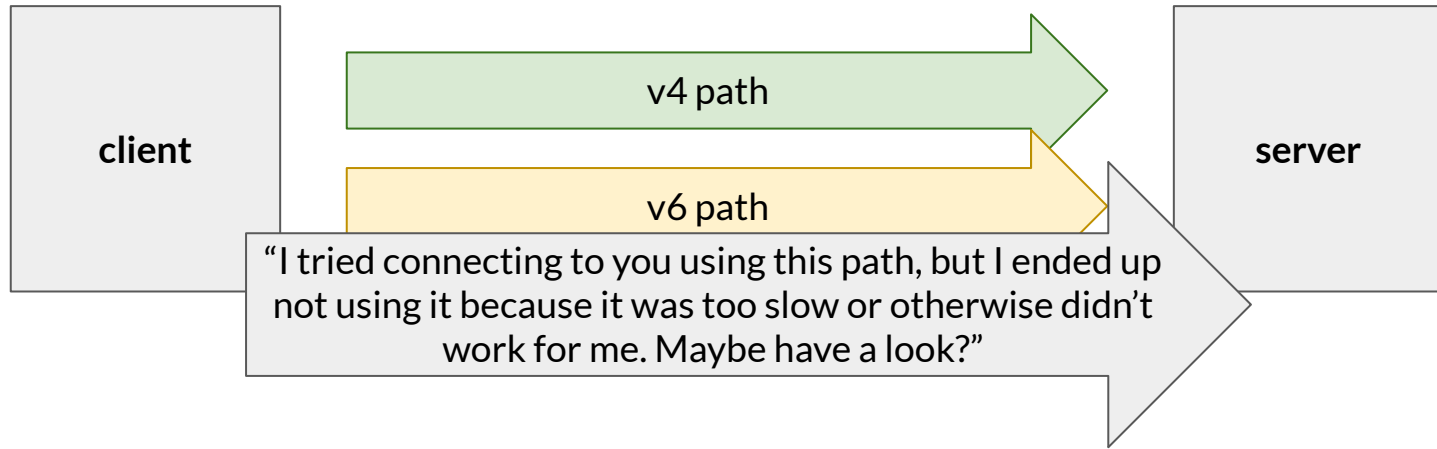 v4 path
client
server
v6 path
“I tried connecting to you using this path, but I ended up
not using it because it was too slow or otherwise didn’t
work for me. Maybe have a look?”